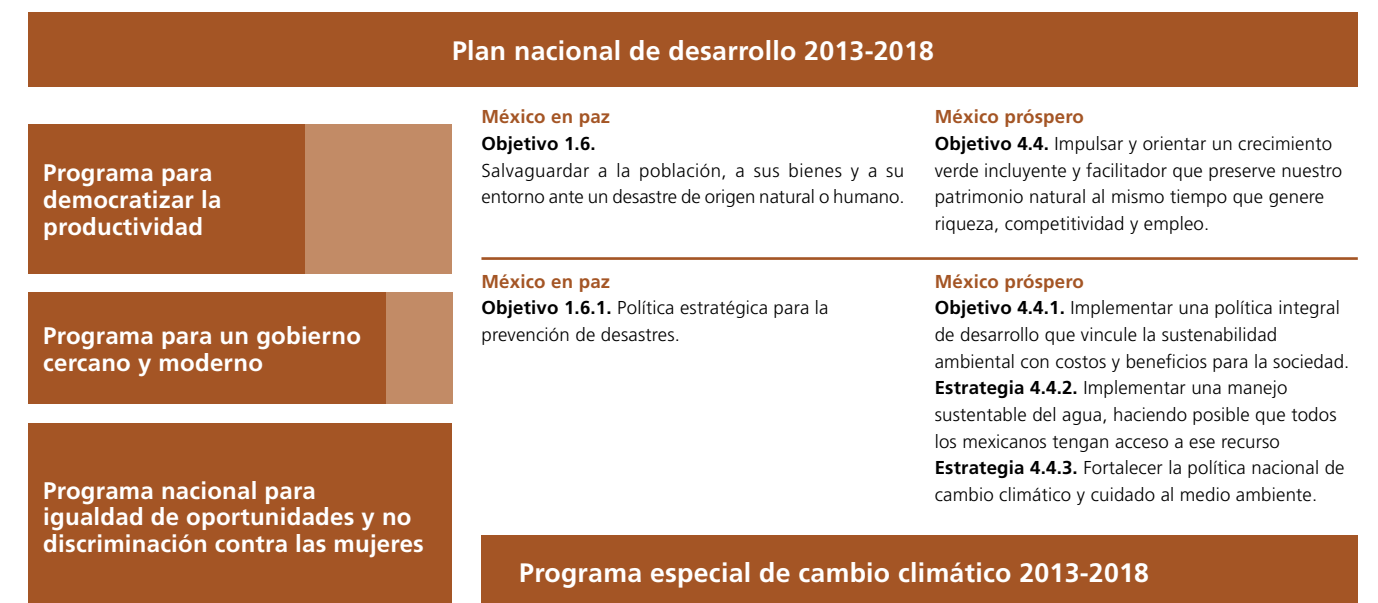 Plan nacional de desarrollo 2013-2018
Programa para
democratizar la
productividad
Programa para un gobierno
cercano y moderno
Programa nacional para
igualdad de oportunidades y no
discriminación contra las mujeres
México en paz
Objetivo 1.6.
Salvaguardar a la población, a sus bienes y a su
entorno ante un desastre de origen natural o humano.
México próspero
Objetivo 4.4. Impulsar y orientar un crecimiento
verde incluyente y facilitador que preserve nuestro
patrimonio natural al mismo tiempo que genere
riqueza, competitividad y empleo.
México en paz
Objetivo 1.6.1. Política estratégica para la
prevención de desastres.
México próspero
Objetivo 4.4.1. Implementar una política integral
de desarrollo que vincule la sustenabilidad
ambiental con costos y beneficios para la sociedad.
Estrategia 4.4.2. Implementar una manejo
sustentable del agua, haciendo posible que todos
los mexicanos tengan acceso a ese recurso
Estrategia 4.4.3. Fortalecer la política nacional de
cambio climático y cuidado al medio ambiente.
Programa especial de cambio climático 2013-2018